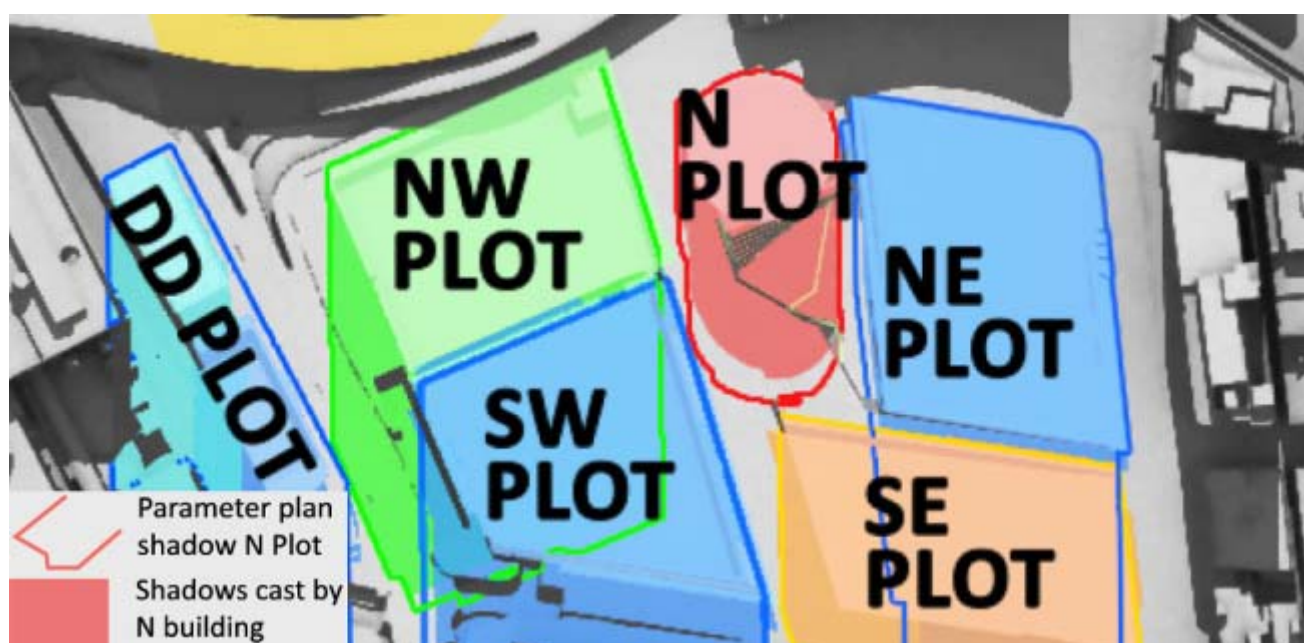 N
PLOT
NW
PLOT
DD PLOT
NE
PLOT
SW
PLOT
SE
PLOT
Parameter plan
shadow N Plot
Shadows cast by
N building